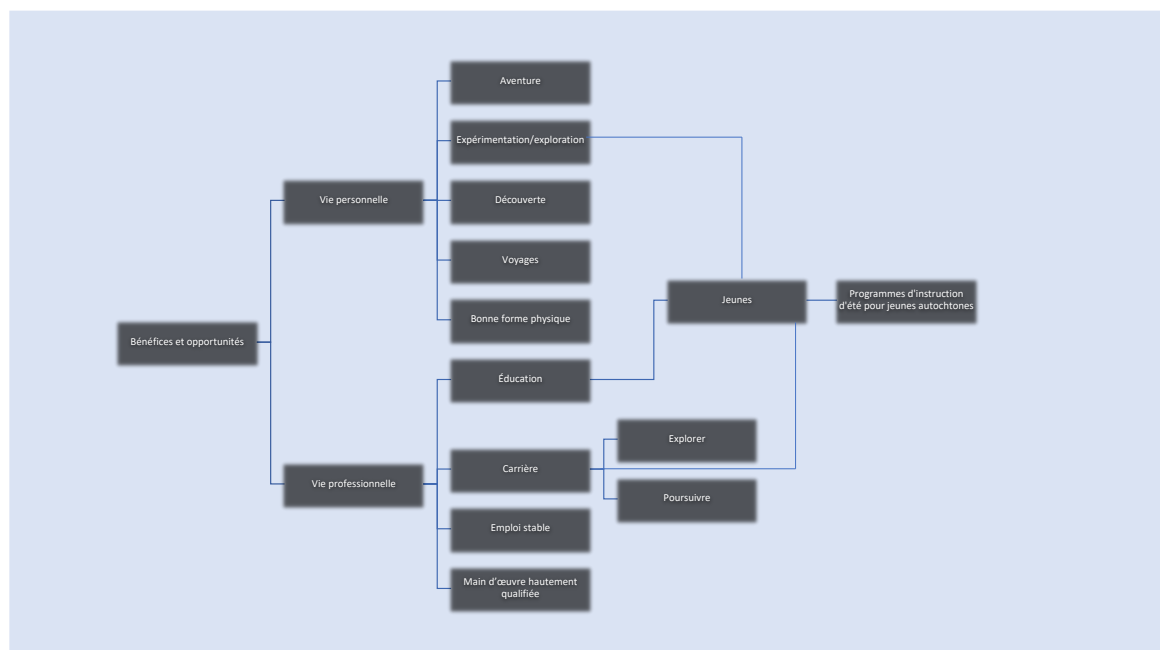 Aventure
Expérimentation/exploration
Vie personnelle
Découverte
Voyages
Jeunes
Programmes d'instruction
d'été pour jeunes autochtones
Bonne forme physique
Bénéfices et opportunités
Éducation
Explorer
Carrière
Vie professionnelle
Poursuivre
Emploi stable
Main d'œuvre hautement
qualifiée